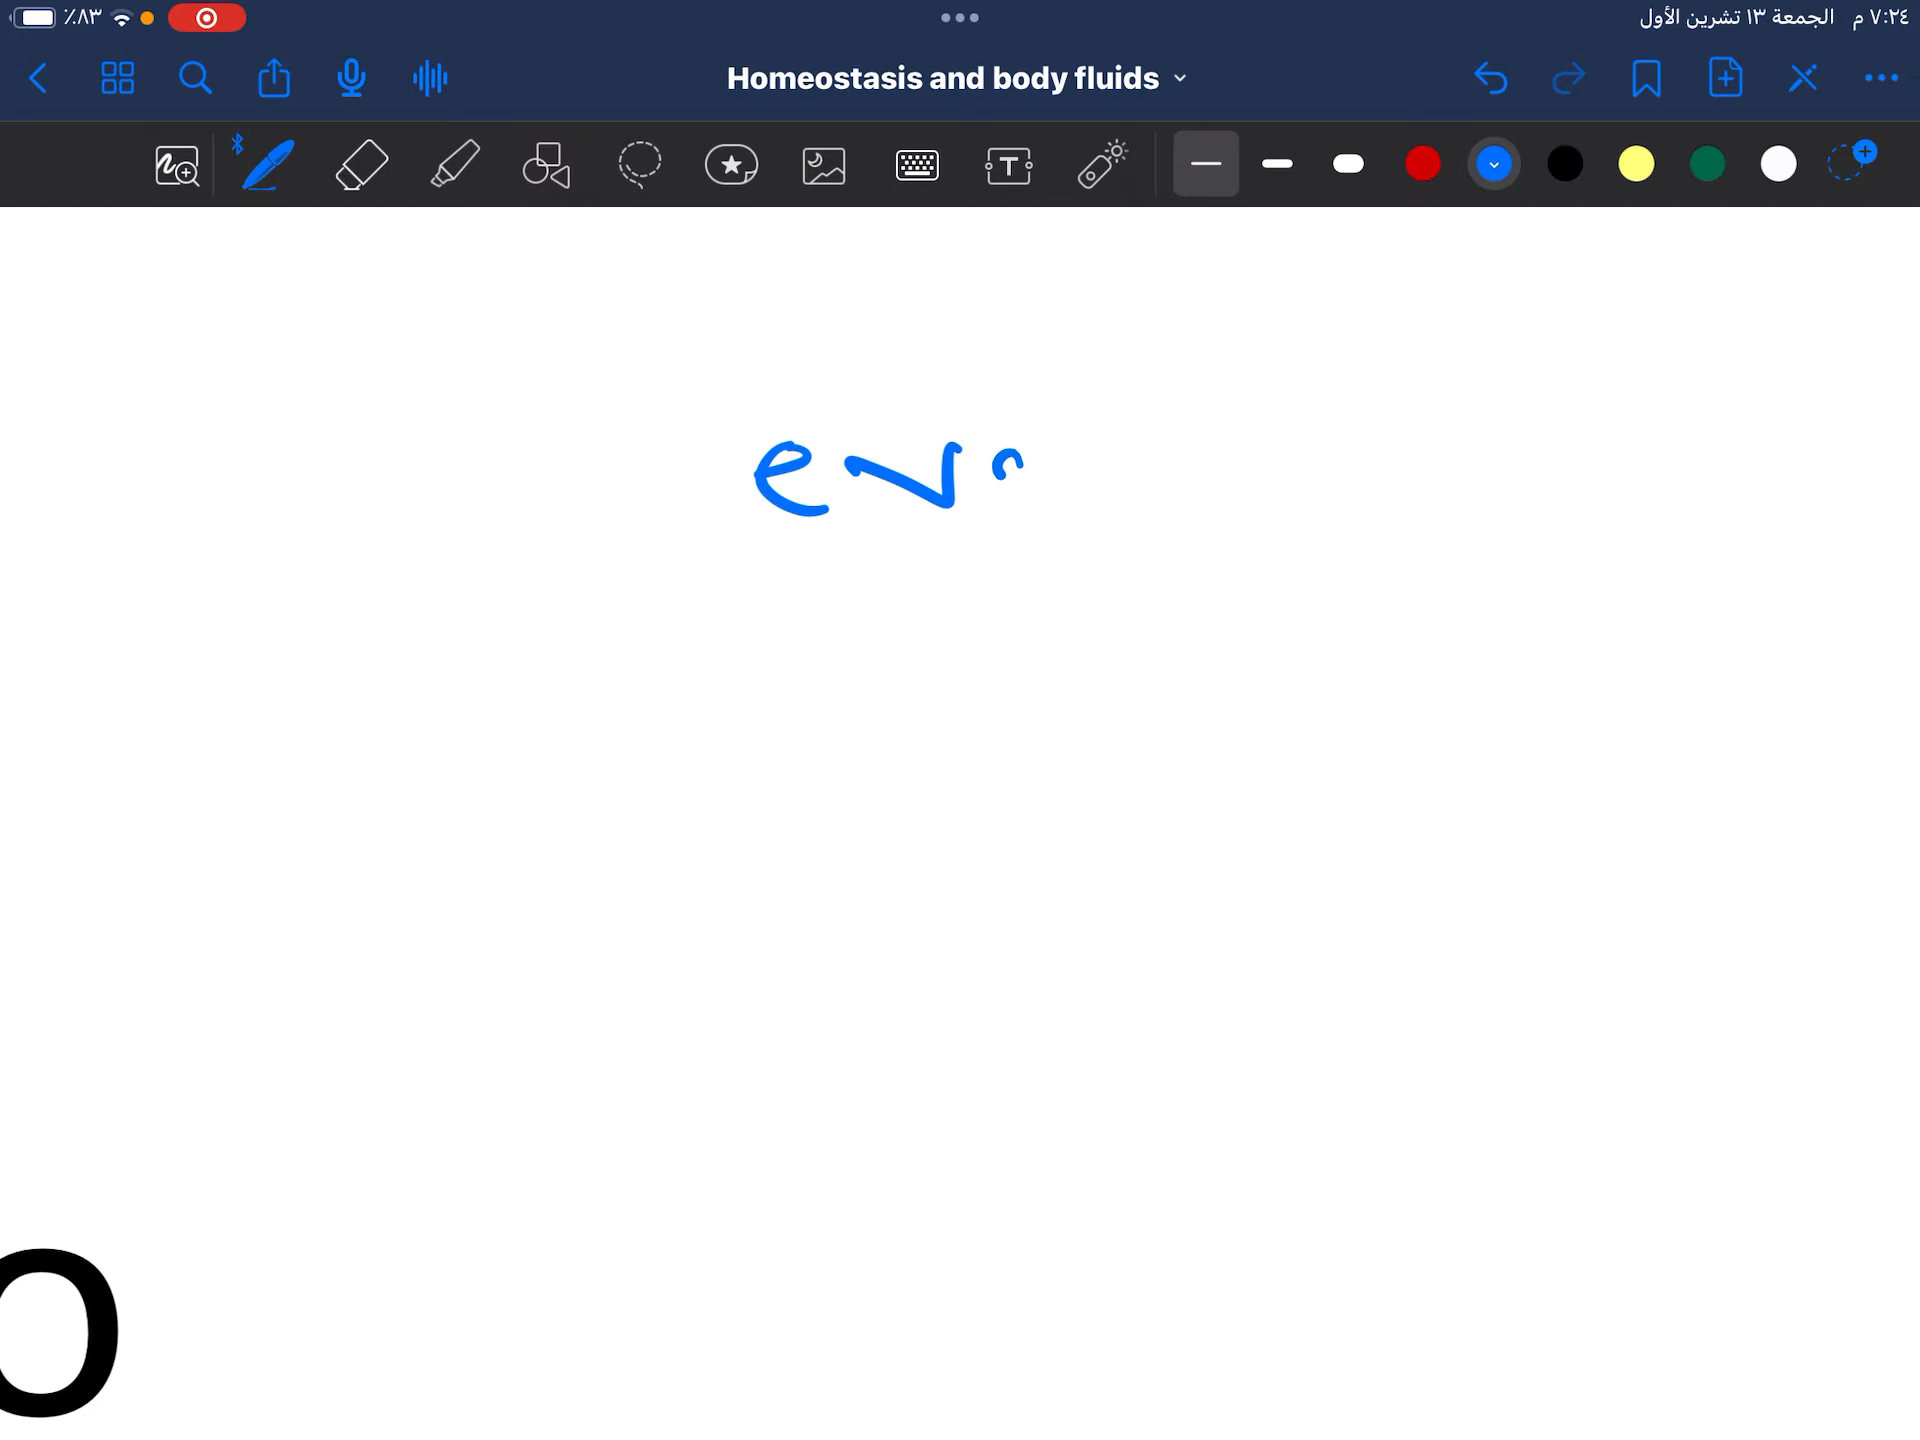 ٪٨٣
الجمعة ١٣ تشرين الأول ٧:٢٤ م
Homeostasis and body fluids
T
O